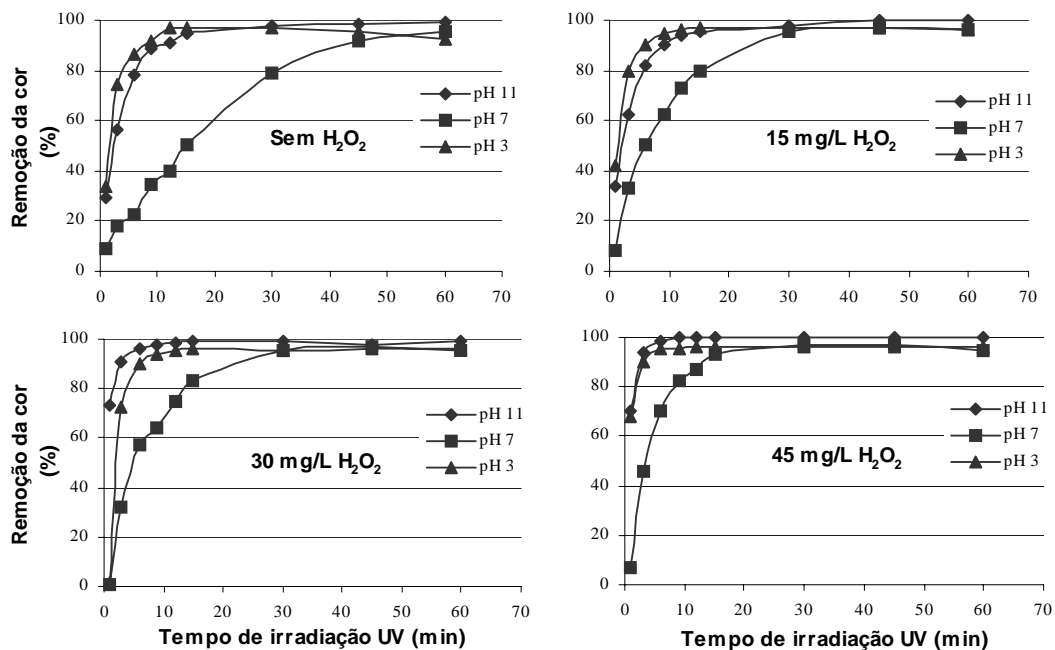 Remoção da cor
(%)
100
80
60
40
20
0
0 10 20 30 40 50 60 70
Sem H₂O₂
pH 11
pH 7
pH 3
100
80
60
40
20
0
0 10 20 30 40 50 60 70
15 mg/L H₂O₂
pH 11
pH 7
pH 3
Remoção da cor
(%)
100
80
60
40
20
0
0 10 20 30 40 50 60 70
30 mg/L H₂O₂
pH 11
pH 7
pH 3
Tempo de irradiação UV (min)
100
80
60
40
20
0
0 10 20 30 40 50 60 70
45 mg/L H₂O₂
pH 11
pH 7
pH 3
Tempo de irradiação UV (min)